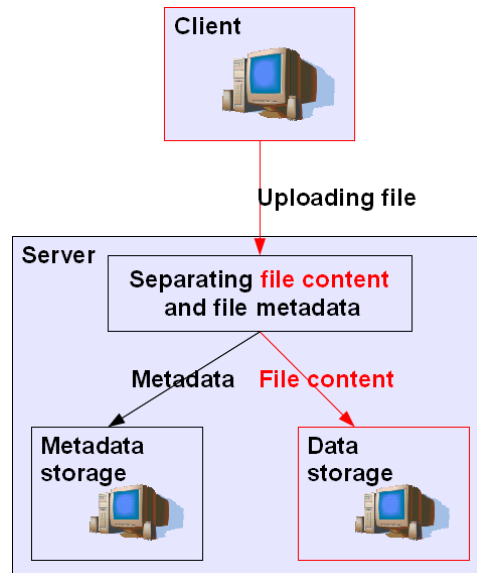 Client
Uploading file
Server
Separating file content
and file metadata
Metadata
File content
Metadata
storage
Data
storage